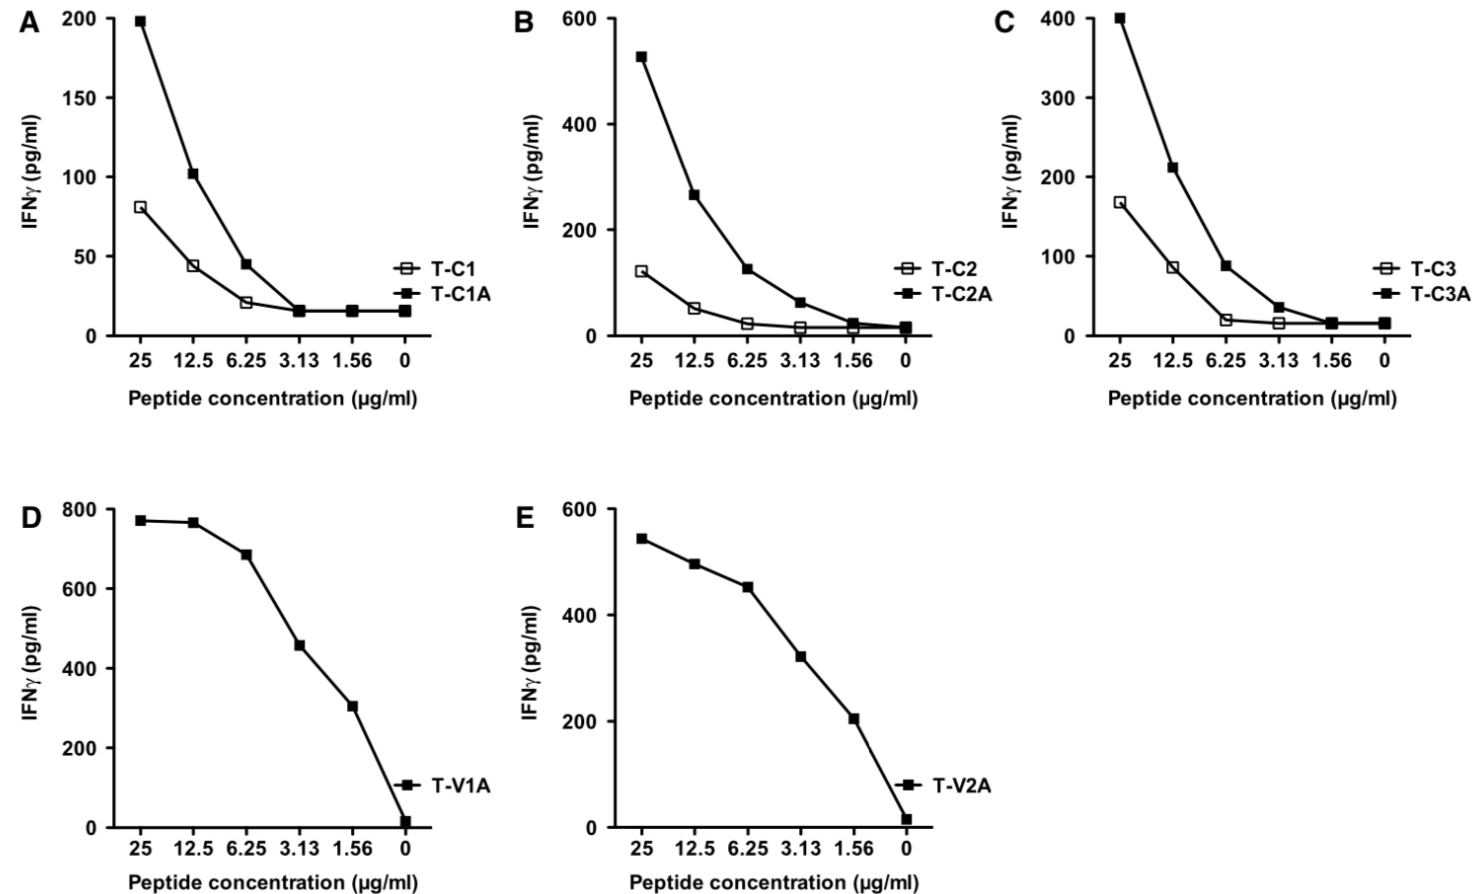 A
IFNγ (pg/ml)
200
150
100
50
0
25 12.5 6.25 3.13 1.56 0
Peptide concentration (µg/ml)
T-C1
T-C1A
B
IFNγ (pg/ml)
600
400
200
0
25 12.5 6.25 3.13 1.56 0
Peptide concentration (µg/ml)
T-C2
T-C2A
C
IFNγ (pg/ml)
400
300
200
100
0
25 12.5 6.25 3.13 1.56 0
Peptide concentration (µg/ml)
T-C3
T-C3A
D
IFNγ (pg/ml)
800
600
400
200
0
25 12.5 6.25 3.13 1.56 0
Peptide concentration (µg/ml)
T-V1A
E
IFNγ (pg/ml)
600
400
200
0
25 12.5 6.25 3.13 1.56 0
Peptide concentration (µg/ml)
T-V2A